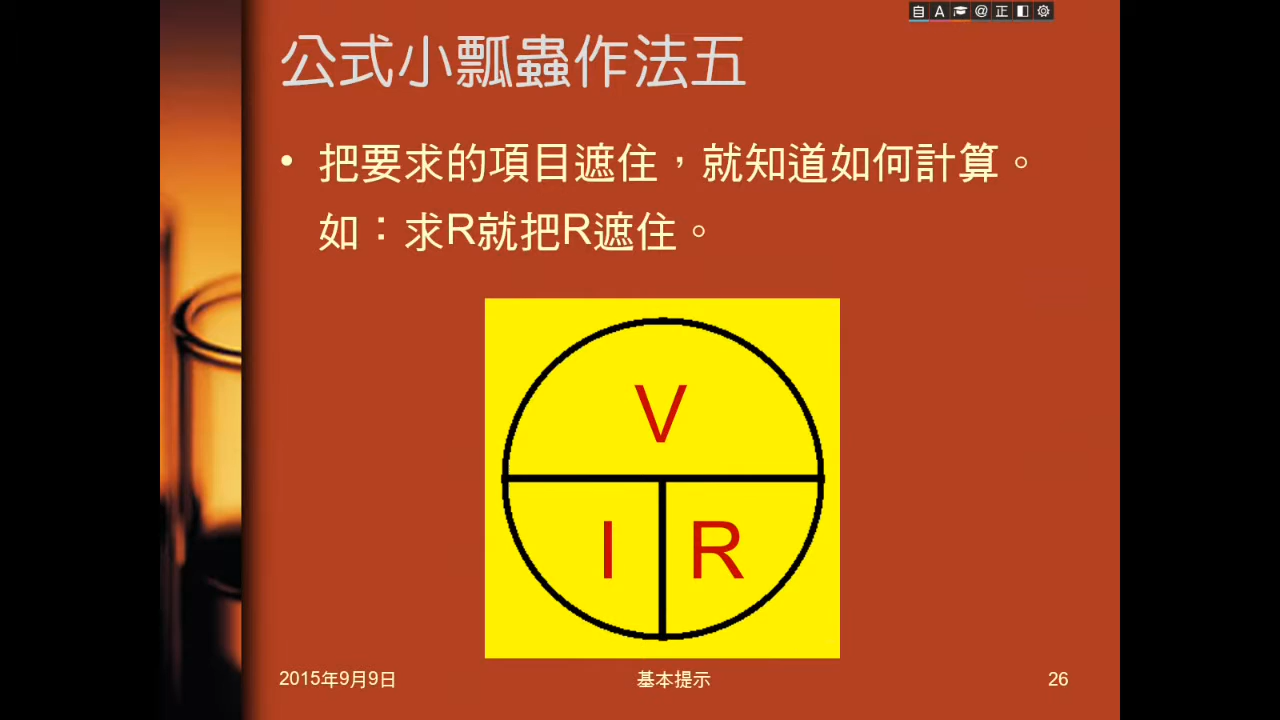 自 A @ 正
公式小瓢蟲作法五
• 把要求的項目遮住，就知道如何計算。
如：求R就把R遮住。
V
I R
2015年9月9日 基本提示 26